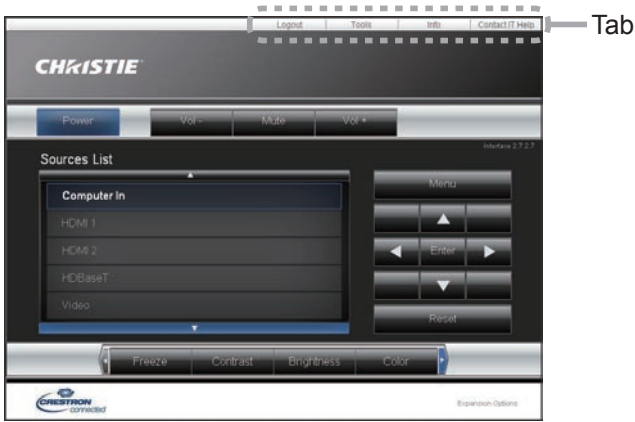 Logout Tools Info Contact IT Help
Tab
CHRISTIE
Power Vol - Mute Vol +
Interface 2.7.2.7
Sources List
Computer In
HDMI 1
HDMI 2
HDBaseT
Video
Menu
Enter
Reset
Freeze Contrast Brightness Color
CRESTRON
connected
Expansion Options